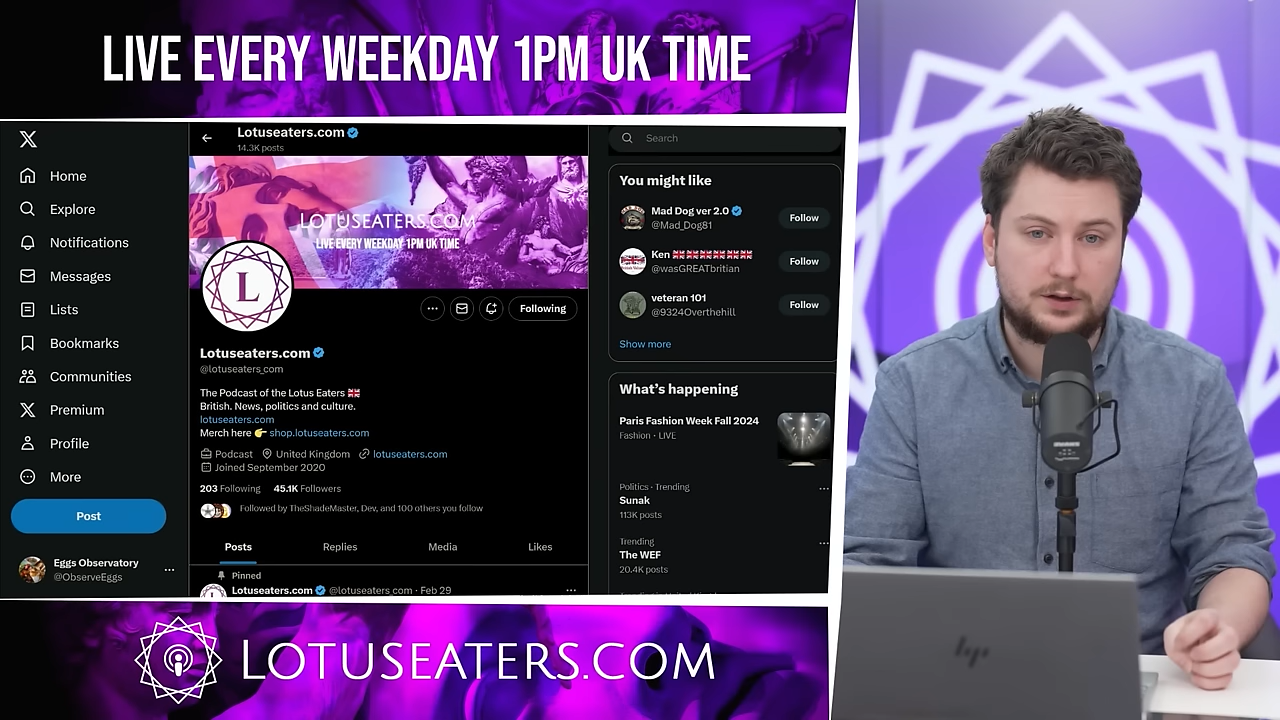 LIVE EVERY WEEKDAY 1PM UK TIME
Lotuseaters.com
14.3K posts
Home
Explore
Notifications
Messages
Lists
Bookmarks
Communities
Premium
Profile
More
Post
Eggs Observatory
@ObserveEggs
LOTUSEATERS.COM
LIVE EVERY WEEKDAY 1PM UK TIME
L
Following
Lotuseaters.com
@lotuseaters_com
The Podcast of the Lotus Eaters 🇬🇧
British. News, politics and culture.
lotuseaters.com
Merch here 👉 shop.lotuseaters.com
Podcast United Kingdom lotuseaters.com
Joined September 2020
203 Following 45.1K Followers
Followed by TheShadeMaster, Dev, and 100 others you follow
Posts Replies Media Likes
Pinned
Lotuseaters.com @lotuseaters_com · Feb 29
Search
You might like
Mad Dog ver 2.0
@Mad_Dog81
Follow
Ken 🇬🇧🇬🇧🇬🇧🇬🇧🇬🇧🇬🇧🇬🇧
@wasGREATbritian
Follow
veteran 101
@9324Overthehill
Follow
Show more
What's happening
Paris Fashion Week Fall 2024
Fashion · LIVE
Politics · Trending
Sunak
113K posts
Trending
The WEF
20.4K posts
LOTUSEATERS.COM
hp